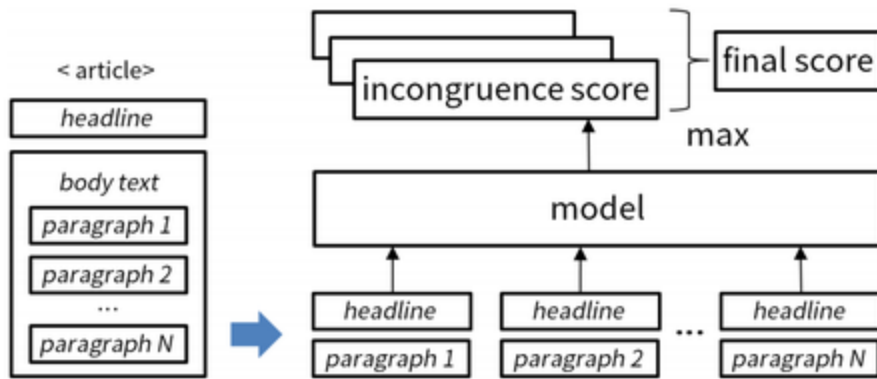 < article>
headline
body text
paragraph 1
paragraph 2
...
paragraph N
incongruence score
final score
max
model
headline
paragraph 1
headline
paragraph 2
...
headline
paragraph N